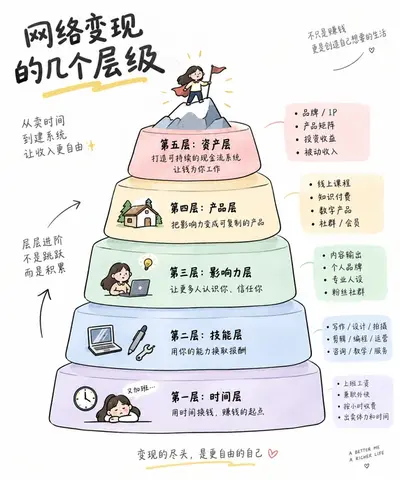 网络变现
的几个层级
不只是赚钱
更是创造自己想要的生活
从卖时间
到建系统
让收入更自由
第五层：资产层
打造可持续的现金流系统
让钱为你工作
• 品牌 / IP
• 产品矩阵
• 投资收益
• 被动收入
第四层：产品层
把影响力变成可复制的产品
• 线上课程
• 知识付费
• 数字产品
• 社群 / 会员
层层进阶
不是跳跃
而是积累
第三层：影响力层
让更多人认识你、信任你
• 内容输出
• 个人品牌
• 专业人设
• 粉丝社群
第二层：技能层
用你的能力换取报酬
• 写作 / 设计 / 拍摄
• 剪辑 / 编程 / 运营
• 咨询 / 教学 / 服务
又加班...
第一层：时间层
用时间换钱，赚钱的起点
• 上班工资
• 兼职外快
• 按小时收费
• 出卖体力和时间
变现的尽头，是更自由的自己
A BETTER ME
A RICHER LIFE